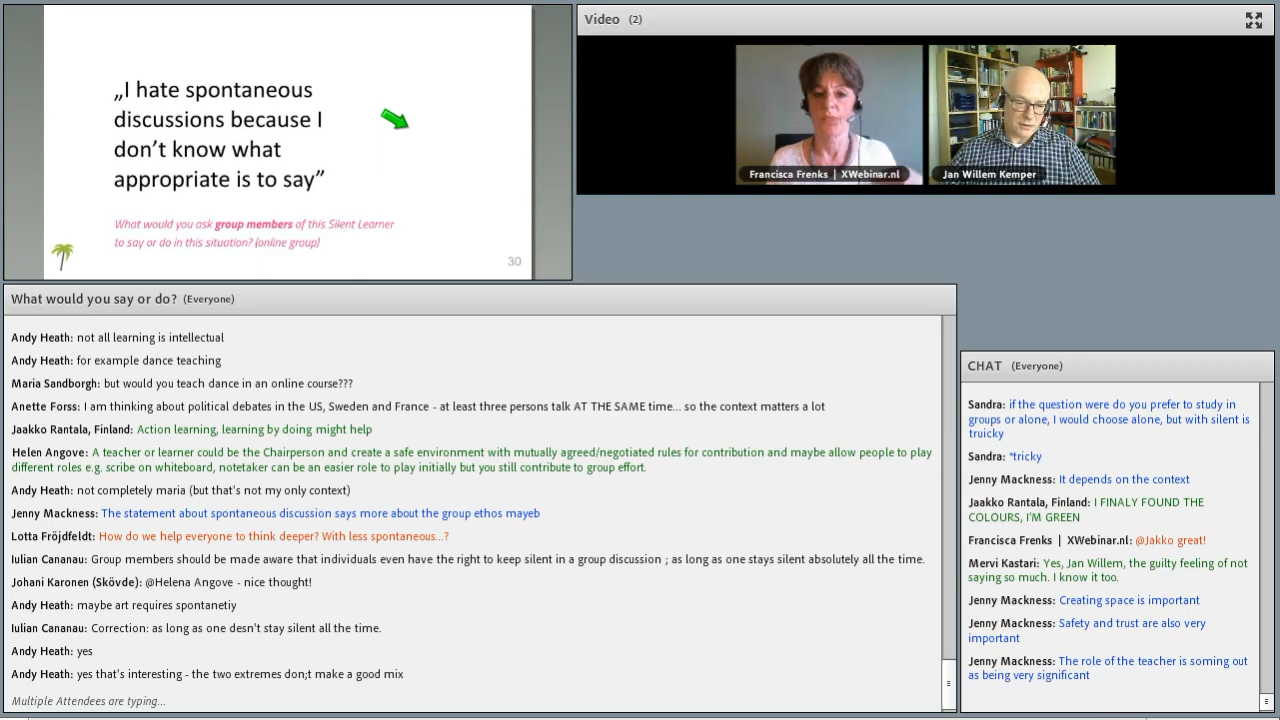 „I hate spontaneous
discussions because I
don't know what
appropriate is to say”
What would you ask group members of this Silent Learner
to say or do in this situation? (online group)
30
Video (2)
Francisca Frenks | XWebinar.nl
Jan Willem Kemper
What would you say or do? (Everyone)
Andy Heath: not all learning is intellectual
Andy Heath: for example dance teaching
Maria Sandborgh: but would you teach dance in an online course???
Anette Forss: I am thinking about political debates in the US, Sweden and France - at least three persons talk AT THE SAME time... so the context matters a lot
Jaakko Rantala, Finland: Action learning, learning by doing might help
Helen Angove: A teacher or learner could be the Chairperson and create a safe environment with mutually agreed/negotiated rules for contribution and maybe allow people to play
different roles e.g. scribe on whiteboard, notetaker can be an easier role to play initially but you still contribute to group effort.
Andy Heath: not completely maria (but that's not my only context)
Jenny Mackness: The statement about spontaneous discussion says more about the group ethos mayeb
Lotta Fröjdfeldt: How do we help everyone to think deeper? With less spontaneous...?
Iulian Cananau: Group members should be made aware that individuals even have the right to keep silent in a group discussion ; as long as one stays silent absolutely all the time.
Johani Karonen (Skövde): @Helena Angove - nice thought!
Andy Heath: maybe art requires spontanetiy
Iulian Cananau: Correction: as long as one desn't stay silent all the time.
Andy Heath: yes
Andy Heath: yes that's interesting - the two extremes don;t make a good mix
Multiple Attendees are typing...
CHAT (Everyone)
Sandra: if the question were do you prefer to study in
groups or alone, I would choose alone, but with silent is
truicky
Sandra: *tricky
Jenny Mackness: It depends on the context
Jaakko Rantala, Finland: I FINALY FOUND THE
COLOURS, I'M GREEN
Francisca Frenks | XWebinar.nl: @Jakko great!
Mervi Kastari: Yes, Jan Willem, the guilty feeling of not
saying so much. I know it too.
Jenny Mackness: Creating space is important
Jenny Mackness: Safety and trust are also very
important
Jenny Mackness: The role of the teacher is soming out
as being very significant